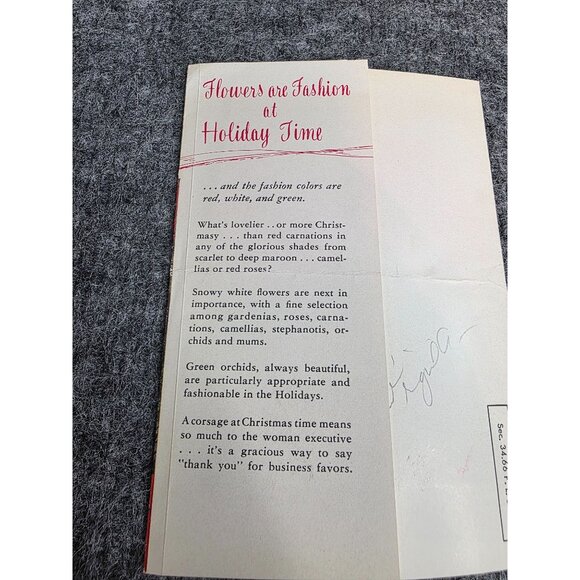 Flowers are Fashion
at
Holiday Time
. . . and the fashion colors are
red, white, and green.
What's lovelier . . or more Christ-
masy . . . than red carnations in
any of the glorious shades from
scarlet to deep maroon . . . camel-
lias or red roses?
Snowy white flowers are next in
importance, with a fine selection
among gardenias, roses, carna-
tions, camellias, stephanotis, or-
chids and mums.
Green orchids, always beautiful,
are particularly appropriate and
fashionable in the Holidays.
A corsage at Christmas time means
so much to the woman executive
. . . it's a gracious way to say
"thank you" for business favors.
Sec. 34.66 P.